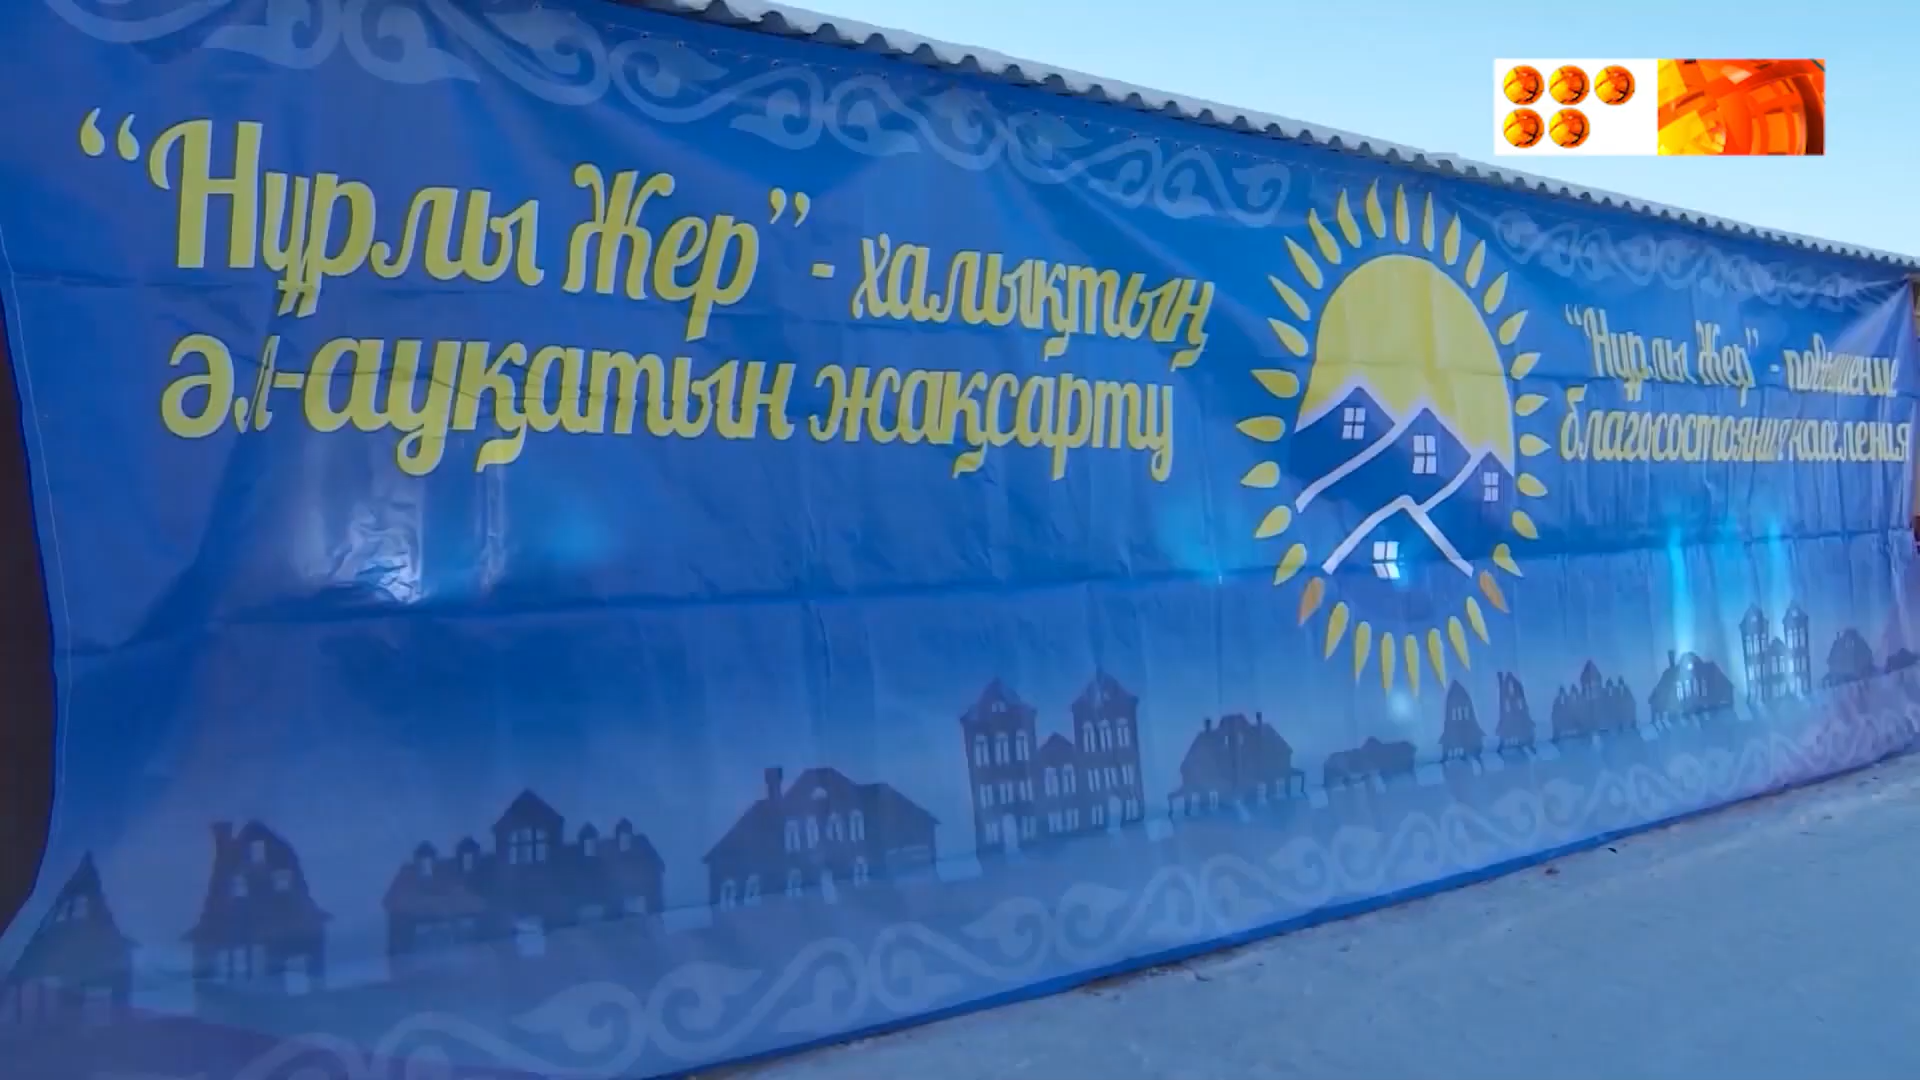 “Нұрлы Жер” - халықтың
әл-ауқатын жақсарту
“Нұрлы Жер” - повышение
благосостояния населения